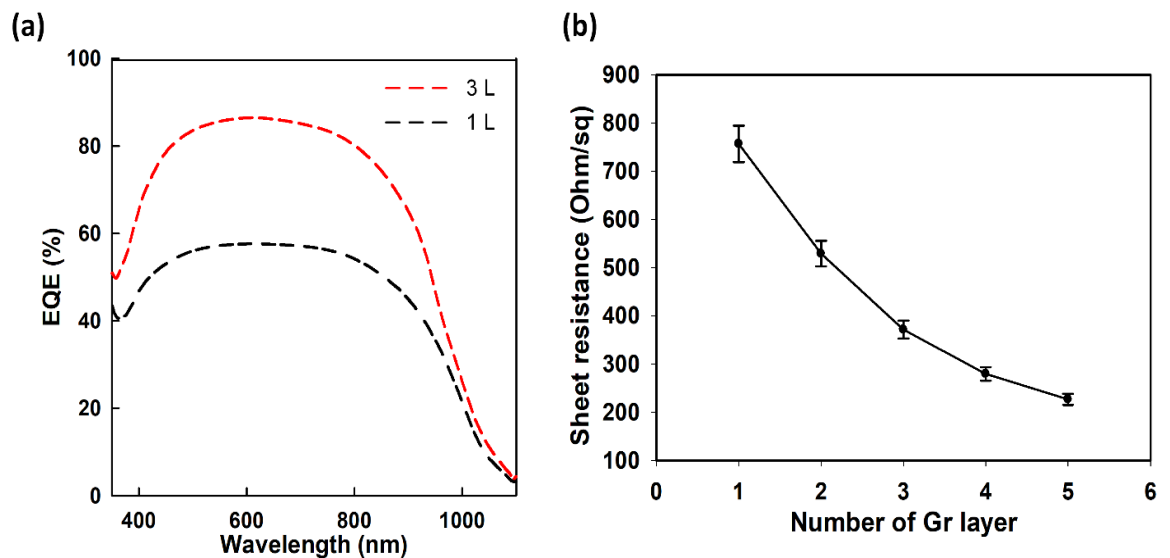 (a)
100
80
60
40
20
0
EQE (%)
400 600 800 1000
Wavelength (nm)
3 L
1 L
(b)
900
800
700
600
500
400
300
200
100
Sheet resistance (Ohm/sq)
0 1 2 3 4 5 6
Number of Gr layer